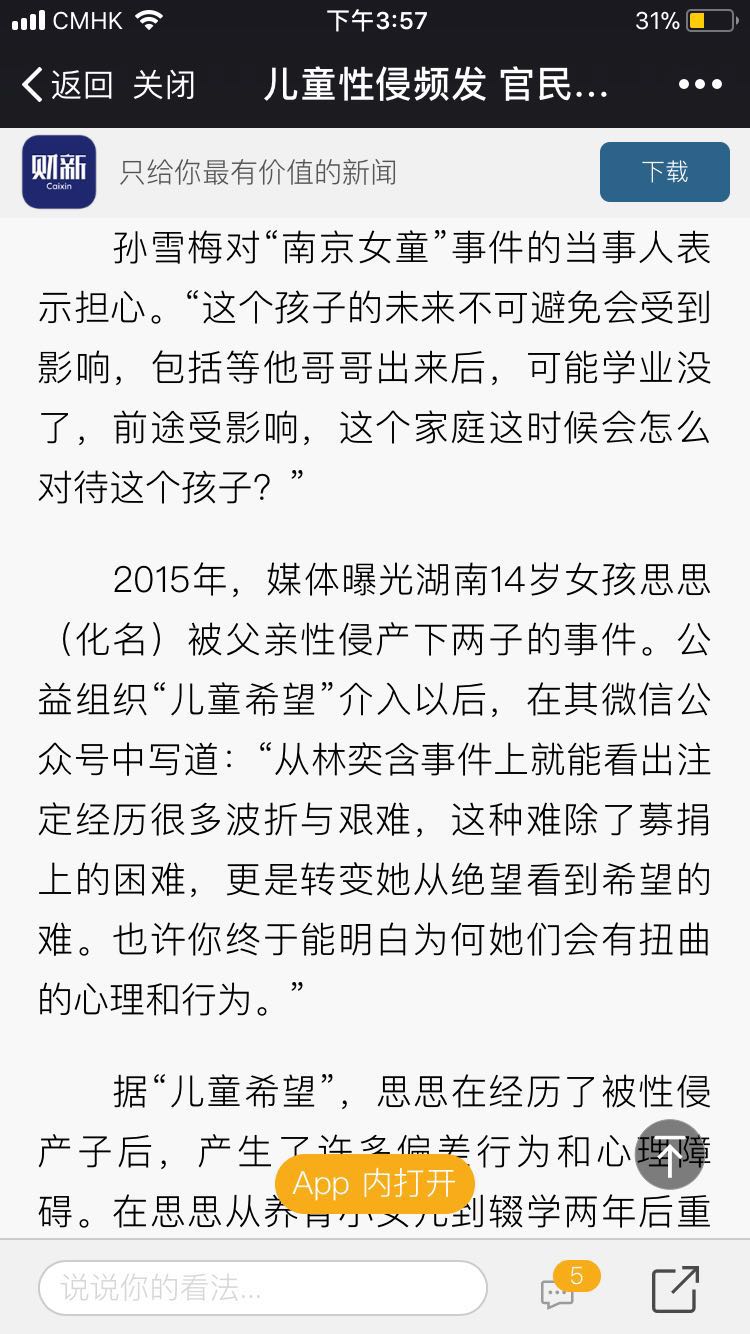 CMHK 下午3:57 31%
返回 关闭 儿童性侵频发 官民...
财新 Caixin 只给你最有价值的新闻 下载
孙雪梅对“南京女童”事件的当事人表
示担心。“这个孩子的未来不可避免会受到
影响，包括等他哥哥出来后，可能学业没
了，前途受影响，这个家庭这时候会怎么
对待这个孩子？”
2015年，媒体曝光湖南14岁女孩思思
（化名）被父亲性侵产下两子的事件。公
益组织“儿童希望”介入以后，在其微信公
众号中写道：“从林奕含事件上就能看出注
定经历很多波折与艰难，这种难除了募捐
上的困难，更是转变她从绝望看到希望的
难。也许你终于能明白为何她们会有扭曲
的心理和行为。”
据“儿童希望”，思思在经历了被性侵
产子后，产生了许多偏差行为和心理障
碍。在思思从养育小女儿到辍学两年后重
App 内打开
说说你的看法... 5